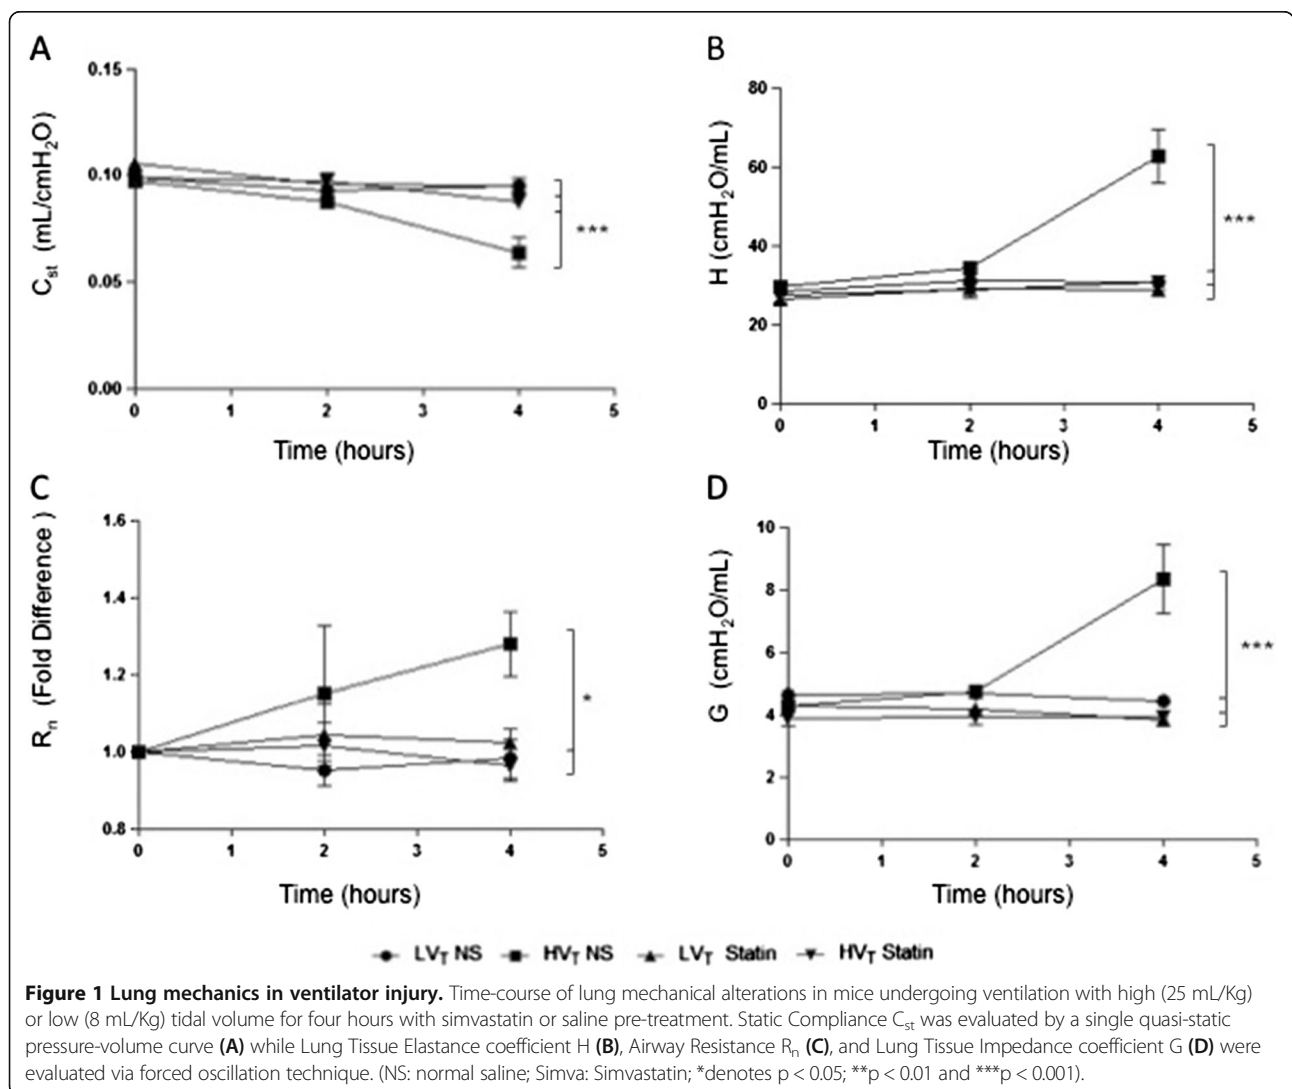 A
0.15
0.10
0.05
0.00
C_st (mL/cmH₂O)
***
0 1 2 3 4 5
Time (hours)
B
80
60
40
20
0
H (cmH₂O/mL)
***
0 1 2 3 4 5
Time (hours)
C
1.6
1.4
1.2
1.0
0.8
R_n (Fold Difference )
*
0 1 2 3 4 5
Time (hours)
D
10
8
6
4
2
0
G (cmH₂O/mL)
***
0 1 2 3 4 5
Time (hours)
LV_T NS HV_T NS LV_T Statin HV_T Statin
Figure 1 Lung mechanics in ventilator injury. Time-course of lung mechanical alterations in mice undergoing ventilation with high (25 mL/Kg)
or low (8 mL/Kg) tidal volume for four hours with simvastatin or saline pre-treatment. Static Compliance C_st was evaluated by a single quasi-static
pressure-volume curve (A) while Lung Tissue Elastance coefficient H (B), Airway Resistance R_n (C), and Lung Tissue Impedance coefficient G (D) were
evaluated via forced oscillation technique. (NS: normal saline; Simva: Simvastatin; *denotes p < 0.05; **p < 0.01 and ***p < 0.001).